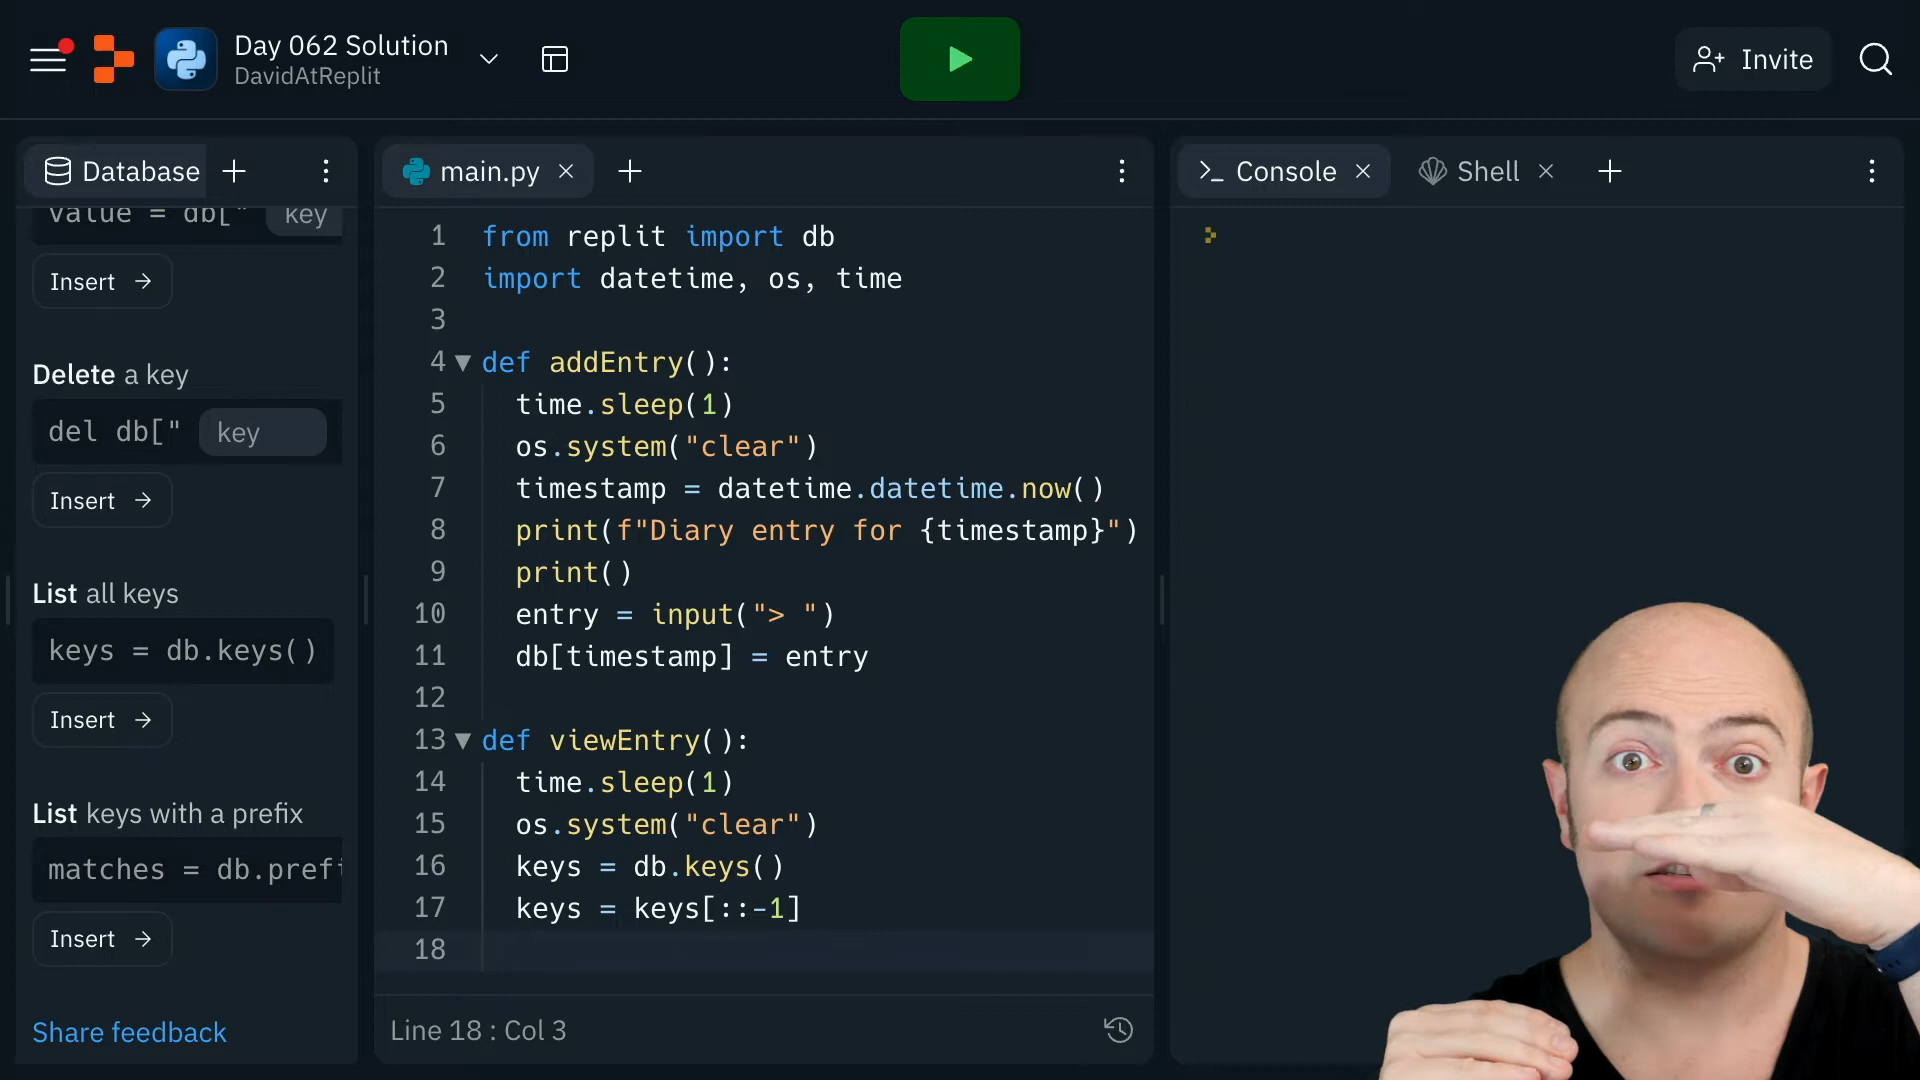 Day 062 Solution
DavidAtReplit
Invite
Database
value = db["
key
Insert →
Delete a key
del db["
key
Insert →
List all keys
keys = db.keys()
Insert →
List keys with a prefix
matches = db.prefi
Insert →
Share feedback
main.py
1 from replit import db
2 import datetime, os, time
3
4 def addEntry():
5 time.sleep(1)
6 os.system("clear")
7 timestamp = datetime.datetime.now()
8 print(f"Diary entry for {timestamp}")
9 print()
10 entry = input("> ")
11 db[timestamp] = entry
12
13 def viewEntry():
14 time.sleep(1)
15 os.system("clear")
16 keys = db.keys()
17 keys = keys[::-1]
18
Line 18 : Col 3
Console
Shell